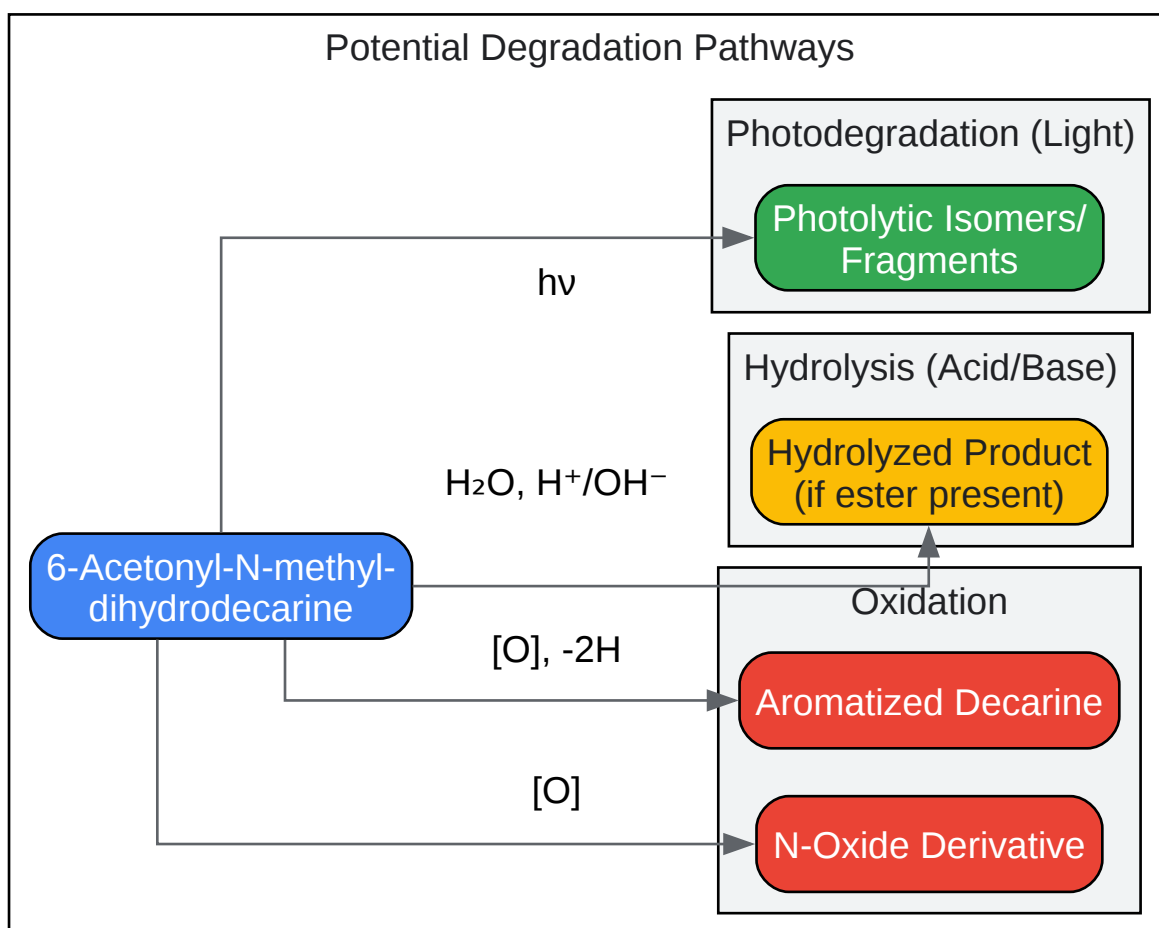 Potential Degradation Pathways
Photodegradation (Light)
Photolytic Isomers/
Fragments
hν
Hydrolysis (Acid/Base)
Hydrolyzed Product
(if ester present)
H₂O, H⁺/OH⁻
6-Acetonyl-N-methyl-
dihydrodecarine
Oxidation
[O], -2H
Aromatized Decarine
[O]
N-Oxide Derivative